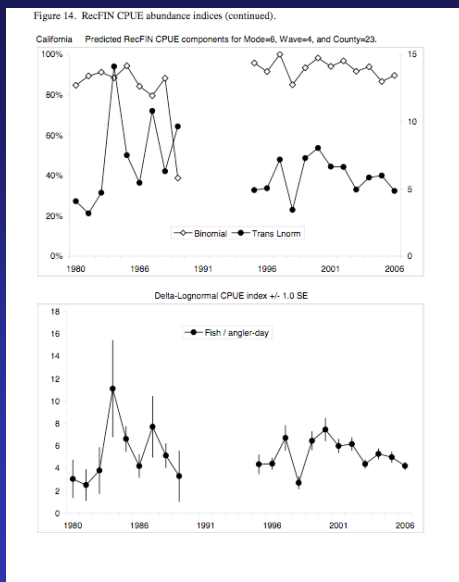 Figure 14. RecFIN CPUE abundance indices (continued).
California Predicted RecFIN CPUE components for Mode=6, Wave=4, and County=23.
100%
80%
60%
40%
20%
0%
15
10
5
0
Binomial Trans Lnorm
1980 1986 1991 1996 2001 2006
Delta-Lognormal CPUE index +/- 1.0 SE
18
16
14
12
10
8
6
4
2
0
Fish / angler-day
1980 1986 1991 1996 2001 2006